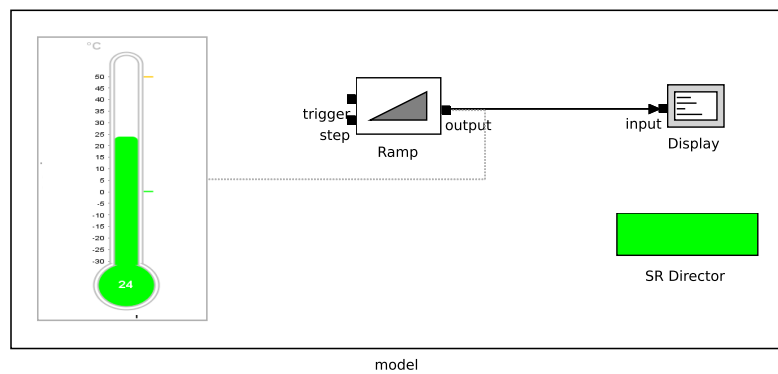 °C
50
45
40
35
30
25
20
15
10
5
0
-5
-10
-15
-20
-25
-30
24
trigger
step
output
Ramp
input
Display
SR Director
model